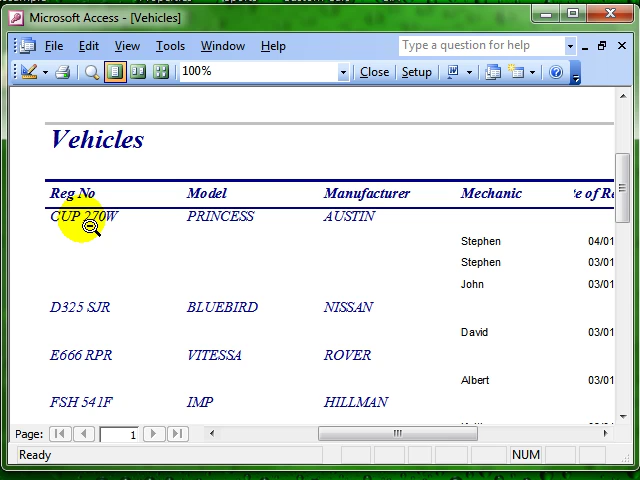 Microsoft Access - [Vehicles]
File Edit View Tools Window Help Type a question for help
100% Close Setup
Vehicles
Reg No Model Manufacturer Mechanic
CUP 270W PRINCESS AUSTIN
Stephen 04/01
Stephen 03/01
John 03/01
D325 SJR BLUEBIRD NISSAN
David 03/01
E666 RPR VITESSA ROVER
Albert 03/01
FSH 541F IMP HILLMAN
Page: 1
Ready NUM